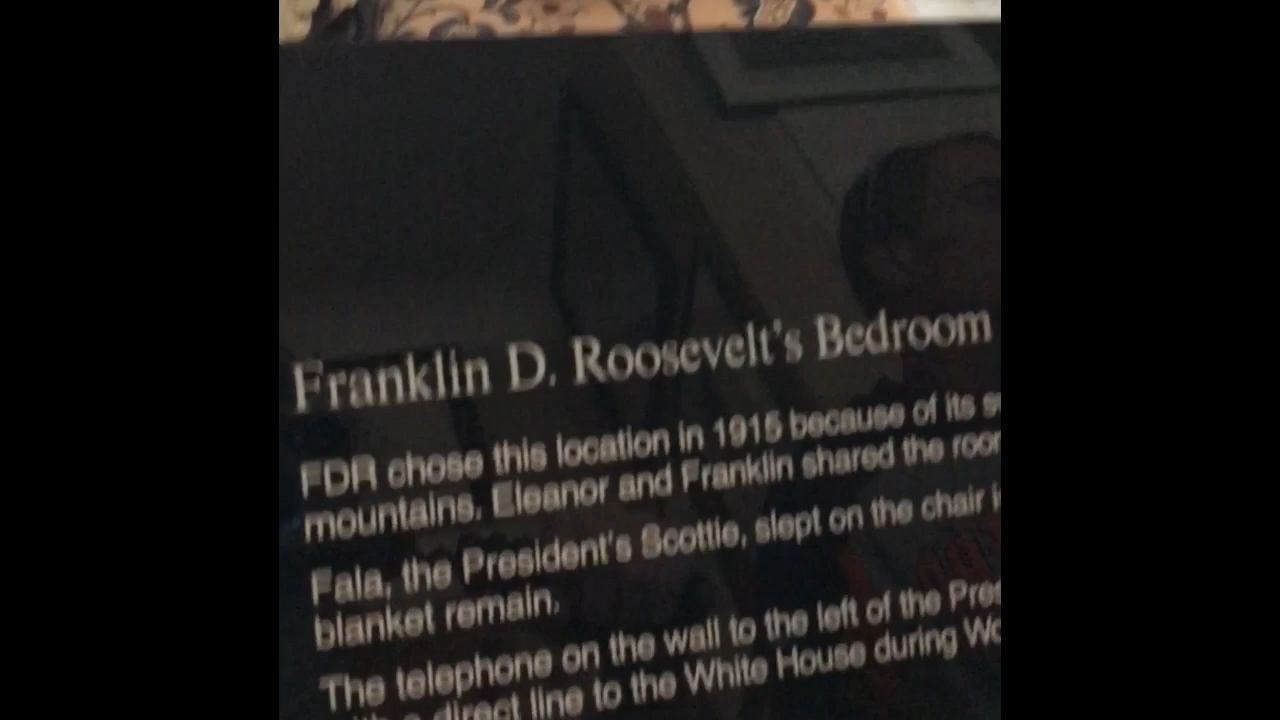 Franklin D. Roosevelt's Bedroom
FDR chose this location in 1915 because of its
mountains. Eleanor and Franklin shared the
Fala, the President's Scottie, slept on the chair
blanket remain.
The telephone on the wall to the left of the
a direct line to the White House during